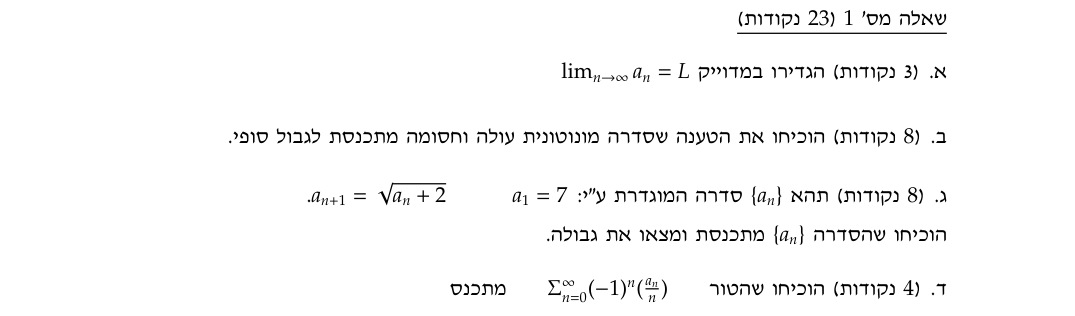 שאלה מס' 1 (23 נקודות)
א. (3 נקודות) הגדירו במדוייק lim_{n→∞} a_n = L
ב. (8 נקודות) הוכיחו את הטענה שסדרה מונוטונית עולה וחסומה מתכנסת לגבול סופי.
ג. (8 נקודות) תהא {a_n} סדרה המוגדרת ע"י: a_1 = 7 a_{n+1} = √(a_n + 2).
הוכיחו שהסדרה {a_n} מתכנסת ומצאו את גבולה.
ד. (4 נקודות) הוכיחו שהטור Σ_{n=0}^{∞}(−1)^n(a_n/n) מתכנס